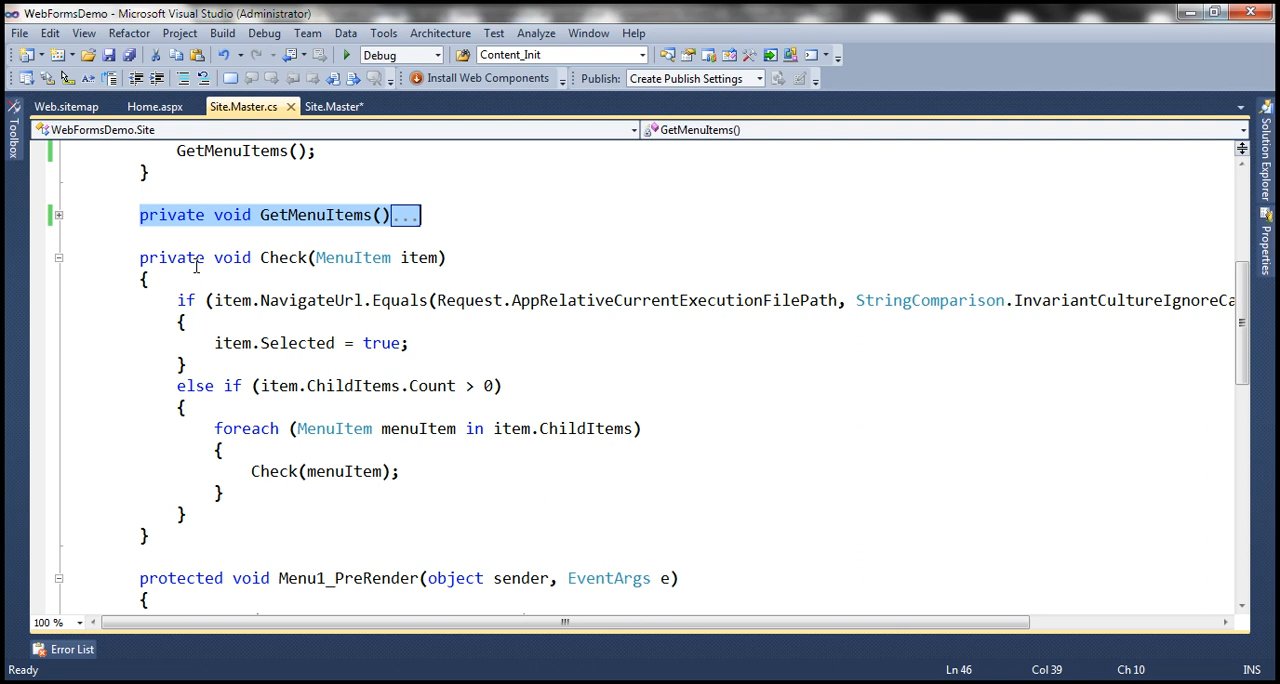 WebFormsDemo - Microsoft Visual Studio (Administrator)
File Edit View Refactor Project Build Debug Team Data Tools Architecture Test Analyze Window Help
Debug Content_Init
Install Web Components Publish: Create Publish Settings
Web.sitemap Home.aspx Site.Master.cs Site.Master*
WebFormsDemo.Site GetMenuItems()
Toolbox
Solution Explorer
Properties
GetMenuItems();
}
private void GetMenuItems()...
private void Check(MenuItem item)
{
if (item.NavigateUrl.Equals(Request.AppRelativeCurrentExecutionFilePath, StringComparison.InvariantCultureIgnoreCa
{
item.Selected = true;
}
else if (item.ChildItems.Count > 0)
{
foreach (MenuItem menuItem in item.ChildItems)
{
Check(menuItem);
}
}
}
protected void Menu1_PreRender(object sender, EventArgs e)
{
100 %
Error List
Ready Ln 46 Col 39 Ch 10 INS